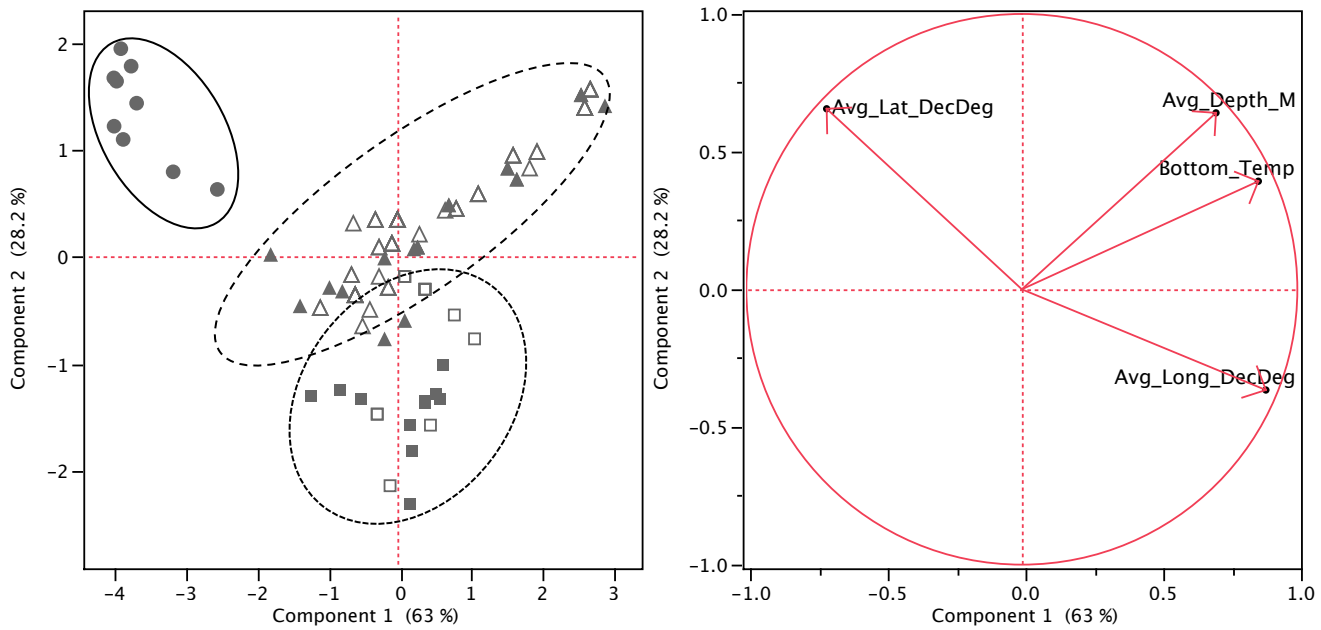 2
1
0
−1
−2
−4
−3
−2
−1
0
1
2
3
Component 1 (63 %)
Component 2 (28.2 %)
1.0
0.5
0.0
−0.5
−1.0
−1.0
−0.5
0.0
0.5
1.0
Component 1 (63 %)
Component 2 (28.2 %)
Avg_Lat_DecDeg
Avg_Depth_M
Bottom_Temp
Avg_Long_DecDeg